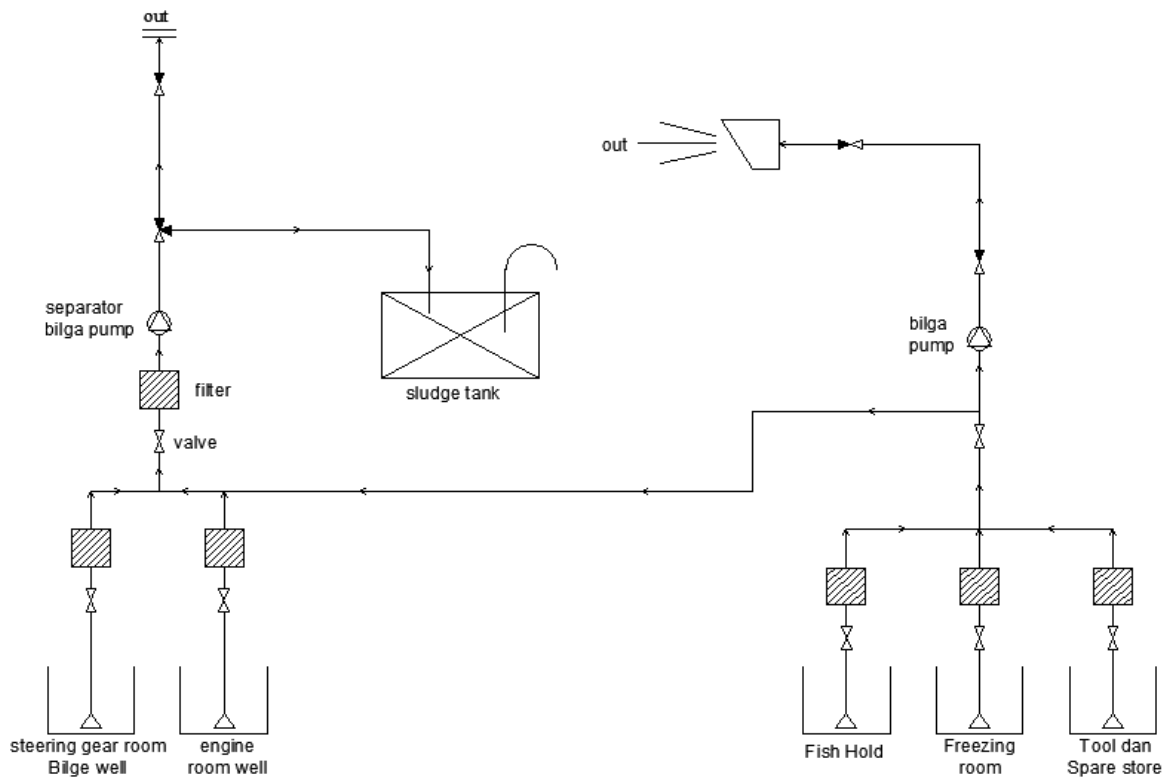 out
out
separator
bilga pump
bilga
pump
filter
sludge tank
valve
steering gear room
Bilge well
engine
room well
Fish Hold
Freezing
room
Tool dan
Spare store